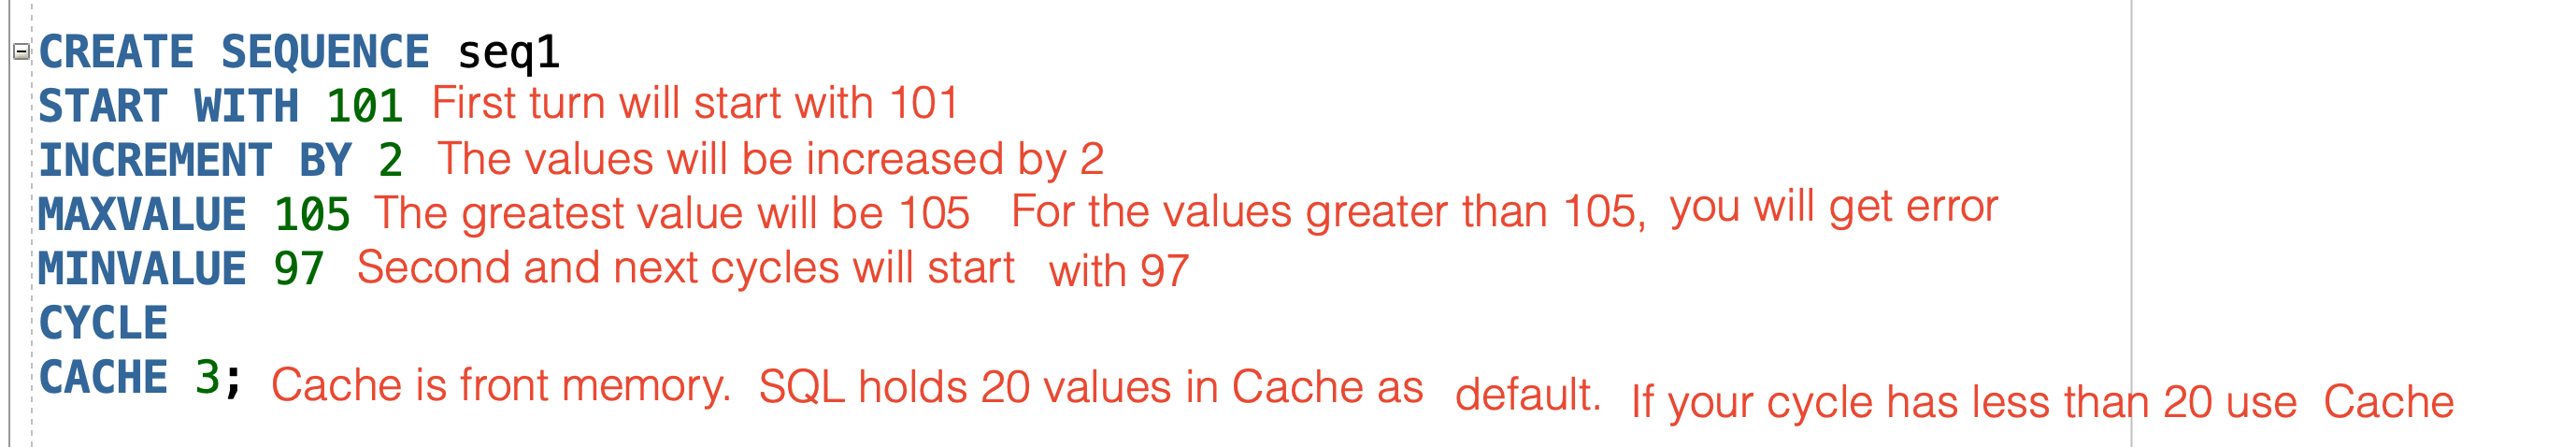 CREATE SEQUENCE seq1
START WITH 101 First turn will start with 101
INCREMENT BY 2 The values will be increased by 2
MAXVALUE 105 The greatest value will be 105 For the values greater than 105, you will get error
MINVALUE 97 Second and next cycles will start with 97
CYCLE
CACHE 3; Cache is front memory. SQL holds 20 values in Cache as default. If your cycle has less than 20 use Cache